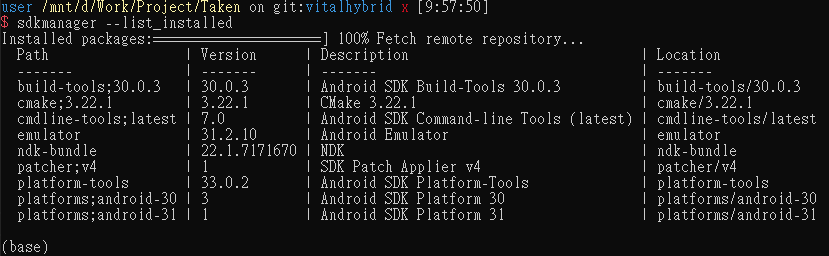 user /mnt/d/Work/Project/Taken on git:vitalhybrid x [9:57:50]
$ sdkmanager --list_installed
Installed packages:=====================] 100% Fetch remote repository...
  Path                 | Version      | Description                             | Location
  -------              | -------      | -------                                 | -------
  build-tools;30.0.3   | 30.0.3       | Android SDK Build-Tools 30.0.3          | build-tools/30.0.3
  cmake;3.22.1         | 3.22.1       | CMake 3.22.1                            | cmake/3.22.1
  cmdline-tools;latest | 7.0          | Android SDK Command-line Tools (latest) | cmdline-tools/latest
  emulator             | 31.2.10      | Android Emulator                        | emulator
  ndk-bundle           | 22.1.7171670 | NDK                                     | ndk-bundle
  patcher;v4           | 1            | SDK Patch Applier v4                    | patcher/v4
  platform-tools       | 33.0.2       | Android SDK Platform-Tools              | platform-tools
  platforms;android-30 | 3            | Android SDK Platform 30                 | platforms/android-30
  platforms;android-31 | 1            | Android SDK Platform 31                 | platforms/android-31
(base)